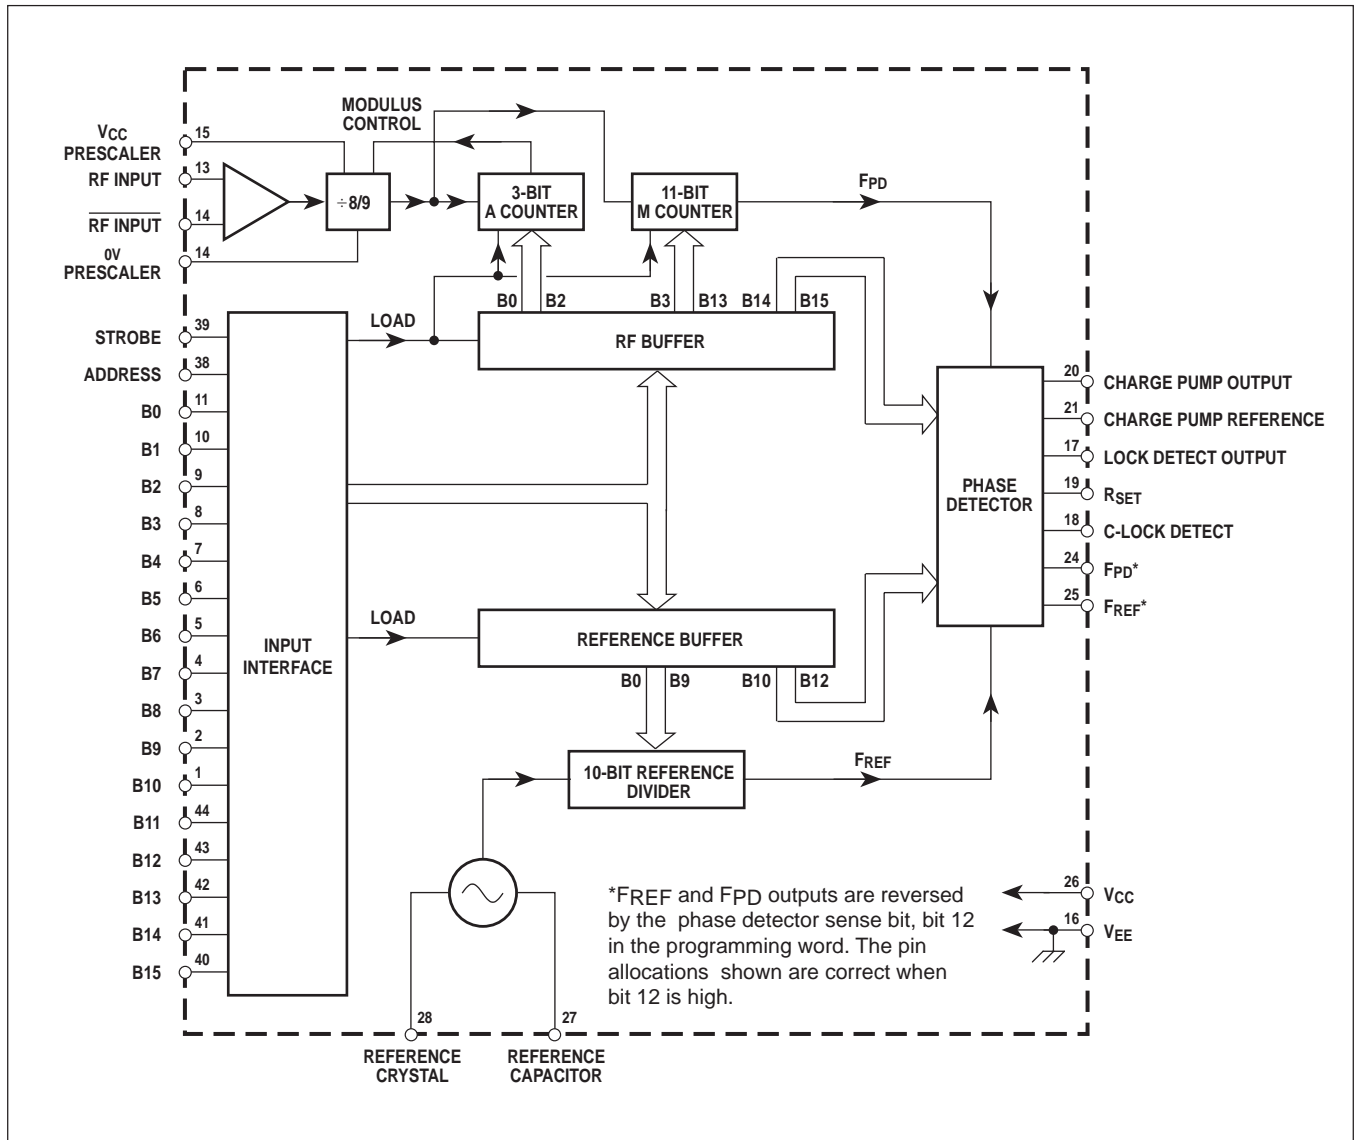 MODULUS
CONTROL
VCC
PRESCALER
15
RF INPUT
13
RF INPUT
14
0V
PRESCALER
14
÷8/9
3-BIT
A COUNTER
11-BIT
M COUNTER
FPD
B0
B2
B3
B13
B14
B15
STROBE
39
LOAD
RF BUFFER
ADDRESS
38
B0
11
B1
10
B2
9
B3
8
B4
7
B5
6
B6
5
B7
4
B8
3
B9
2
B10
1
B11
44
B12
43
B13
42
B14
41
B15
40
INPUT
INTERFACE
LOAD
REFERENCE BUFFER
B0
B9
B10
B12
10-BIT REFERENCE
DIVIDER
FREF
PHASE
DETECTOR
20
CHARGE PUMP OUTPUT
21
CHARGE PUMP REFERENCE
17
LOCK DETECT OUTPUT
19
RSET
18
C-LOCK DETECT
24
FPD*
25
FREF*
*FREF and FPD outputs are reversed
by the phase detector sense bit, bit 12
in the programming word. The pin
allocations shown are correct when
bit 12 is high.
26
VCC
16
VEE
28
REFERENCE
CRYSTAL
27
REFERENCE
CAPACITOR